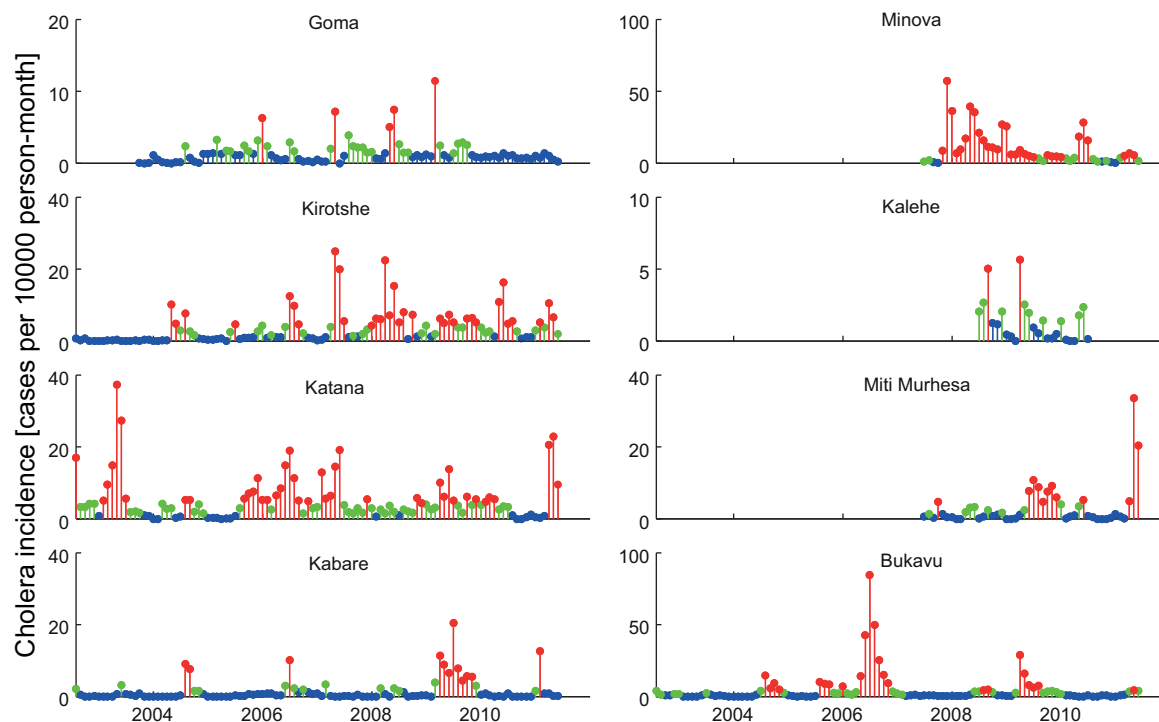 Cholera incidence [cases per 10000 person-month]
Goma
20
10
0
Minova
100
50
0
Kirotshe
40
20
0
Kalehe
10
5
0
Katana
40
20
0
Miti Murhesa
40
20
0
Kabare
40
20
0
2004 2006 2008 2010
Bukavu
100
50
0
2004 2006 2008 2010